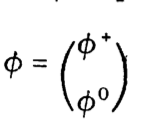 ϕ = (ϕ⁺
ϕ⁰)